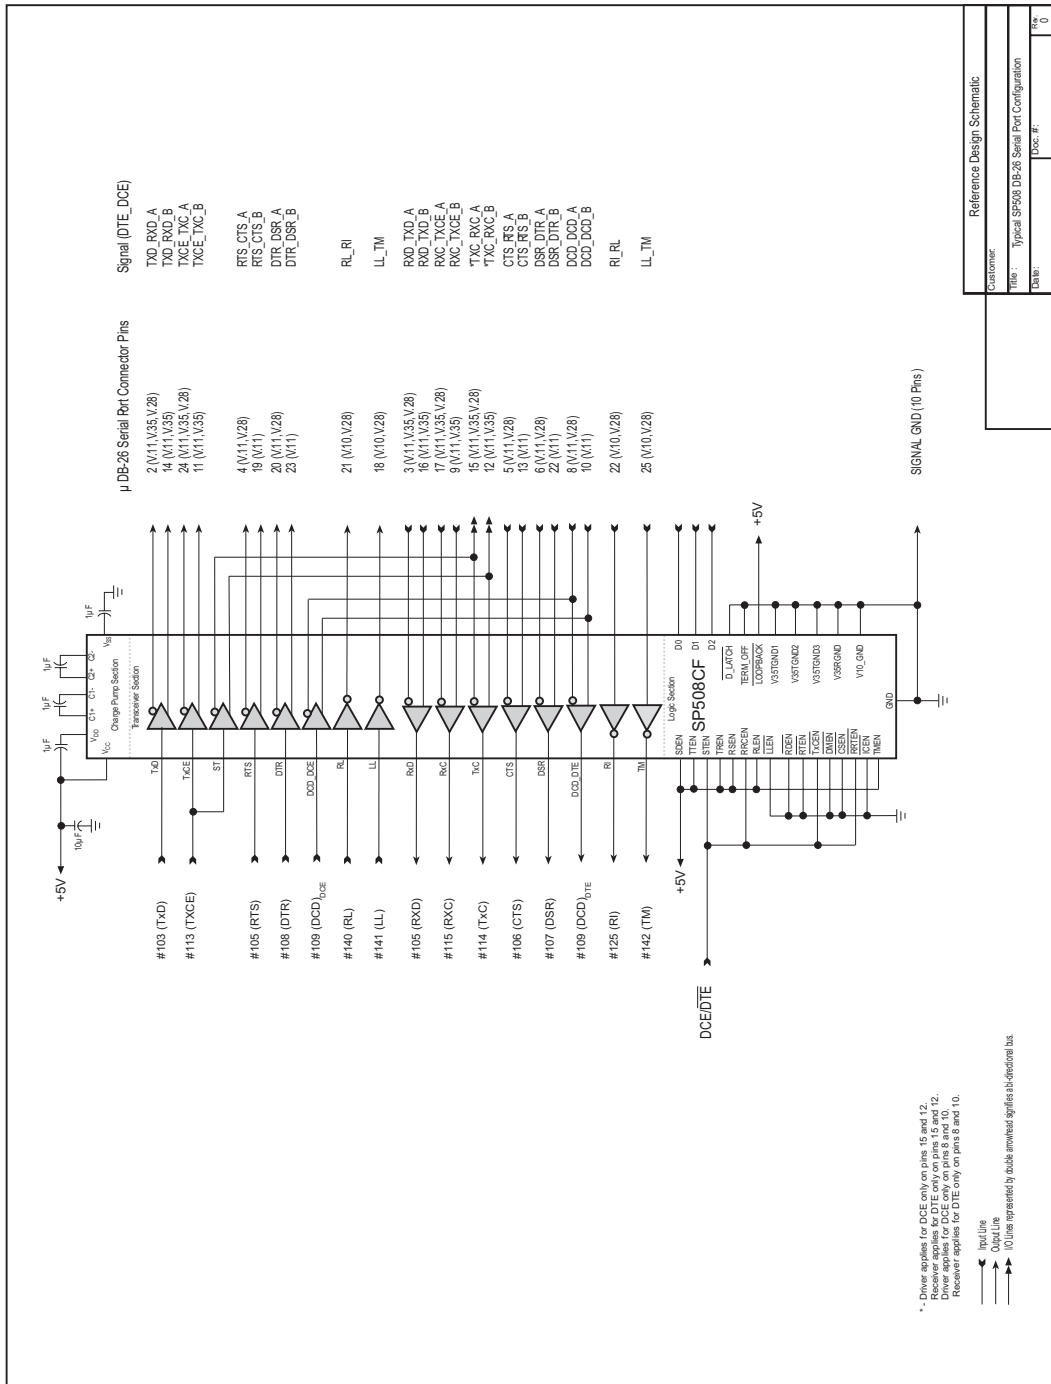 µ DB-26 Serial Port Connector Pins
Signal (DTE_DCE)
2 (V.11, V.35, V.28)
TXD_RXD_A
14 (V.11, V.35)
TXD_RXD_B
24 (V.11, V.35, V.28)
TXCE_TXC_A
11 (V.11, V.35)
TXCE_TXC_B
4 (V.11, V.28)
RTS_CTS_A
19 (V.11)
RTS_CTS_B
20 (V.11, V.28)
DTR_DSR_A
23 (V.11)
DTR_DSR_B
21 (V.10, V.28)
RL_RI
18 (V.10, V.28)
LL_TM
3 (V.11, V.35, V.28)
RXD_TXD_A
16 (V.11, V.35)
RXD_TXD_B
17 (V.11, V.35, V.28)
RXC_TXCE_A
9 (V.11, V.35)
RXC_TXCE_B
15 (V.11, V.35, V.28)
*TXC_RXC_A
12 (V.11, V.35)
*TXC_RXC_B
5 (V.11, V.28)
CTS_RTS_A
13 (V.11)
CTS_RTS_B
6 (V.11, V.28)
DSR_DTR_A
22 (V.11)
DSR_DTR_B
8 (V.11, V.28)
DCD_DCD_A
10 (V.11)
DCD_DCD_B
22 (V.10, V.28)
RI_RL
25 (V.10, V.28)
LL_TM
+5V
10µF
1µF
1µF
1µF
1µF
VCC
VDD
C1+
C1-
C2+
C2-
VSS
Charge Pump Section
Transceiver Section
#103 (TxD)
TxD
#113 (TXCE)
TxCE
ST
#105 (RTS)
RTS
#108 (DTR)
DTR
#109 (DCD)DCE
DCD_DCE
#140 (RL)
RL
#141 (LL)
LL
#105 (RXD)
RxD
#115 (RXC)
RxC
#114 (TxC)
TxC
#106 (CTS)
CTS
#107 (DSR)
DSR
#109 (DCD)DTE
DCD_DTE
#125 (RI)
RI
#142 (TM)
TM
Logic Section
SP508CF
+5V
DCE/DTE
SDEN
TTEN
STEN
TREN
RSEN
RRCEN
RLEN
LLEN
RDEN
RTEN
TxCEN
DMEN
CSEN
RRTEN
ICEN
TMEN
D0
D1
D2
D_LATCH
TERM_OFF
LOOPBACK
V35TGND1
V35TGND2
V35TGND3
V35RGND
V10_GND
GND
+5V
SIGNAL GND (10 Pins)
* - Driver applies for DCE only on pins 15 and 12.
Receiver applies for DTE only on pins 15 and 12.
Driver applies for DCE only on pins 8 and 10.
Receiver applies for DTE only on pins 8 and 10.
Input Line
Output Line
I/O Lines represented by double arrowhead signifies a bi-directional bus.
Reference Design Schematic
Customer:
Title : Typical SP508 DB-26 Serial Port Configuration
Date:
Doc. #:
Rev.
0